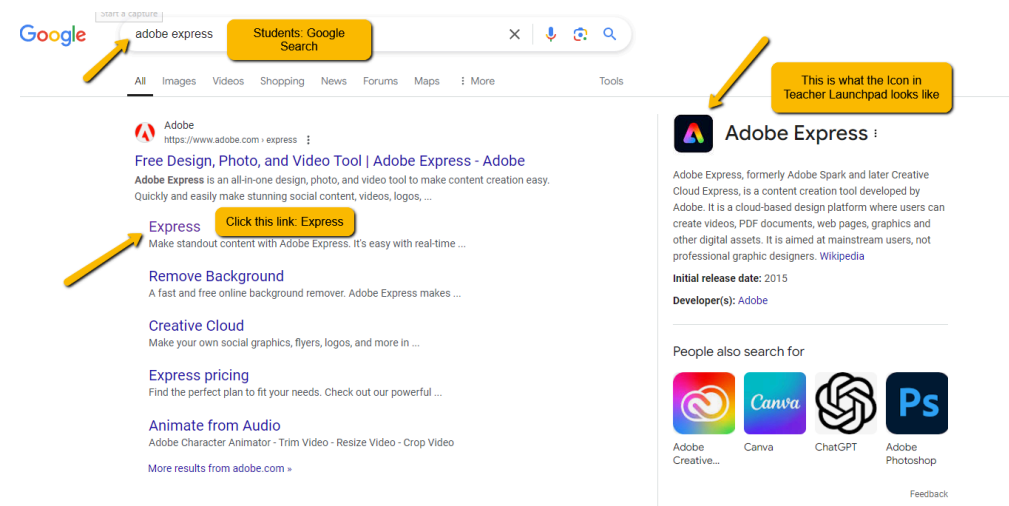 Start a capture
Google
adobe express
Students: Google
Search
All Images Videos Shopping News Forums Maps More Tools
This is what the Icon in
Teacher Launchpad looks like
Adobe
https://www.adobe.com › express
Free Design, Photo, and Video Tool | Adobe Express - Adobe
Adobe Express is an all-in-one design, photo, and video tool to make content creation easy.
Quickly and easily make stunning social content, videos, logos, ...
Express
Click this link: Express
Make standout content with Adobe Express. It's easy with real-time ...
Remove Background
A fast and free online background remover. Adobe Express makes ...
Creative Cloud
Make your own social graphics, flyers, logos, and more in ...
Express pricing
Find the perfect plan to fit your needs. Check out our powerful ...
Animate from Audio
Adobe Character Animator - Trim Video - Resize Video - Crop Video
More results from adobe.com »
Adobe Express
Adobe Express, formerly Adobe Spark and later Creative
Cloud Express, is a content creation tool developed by
Adobe. It is a cloud-based design platform where users can
create videos, PDF documents, web pages, graphics and
other digital assets. It is aimed at mainstream users, not
professional graphic designers. Wikipedia
Initial release date: 2015
Developer(s): Adobe
People also search for
Canva
Ps
Adobe
Creative...
Canva
ChatGPT
Adobe
Photoshop
Feedback